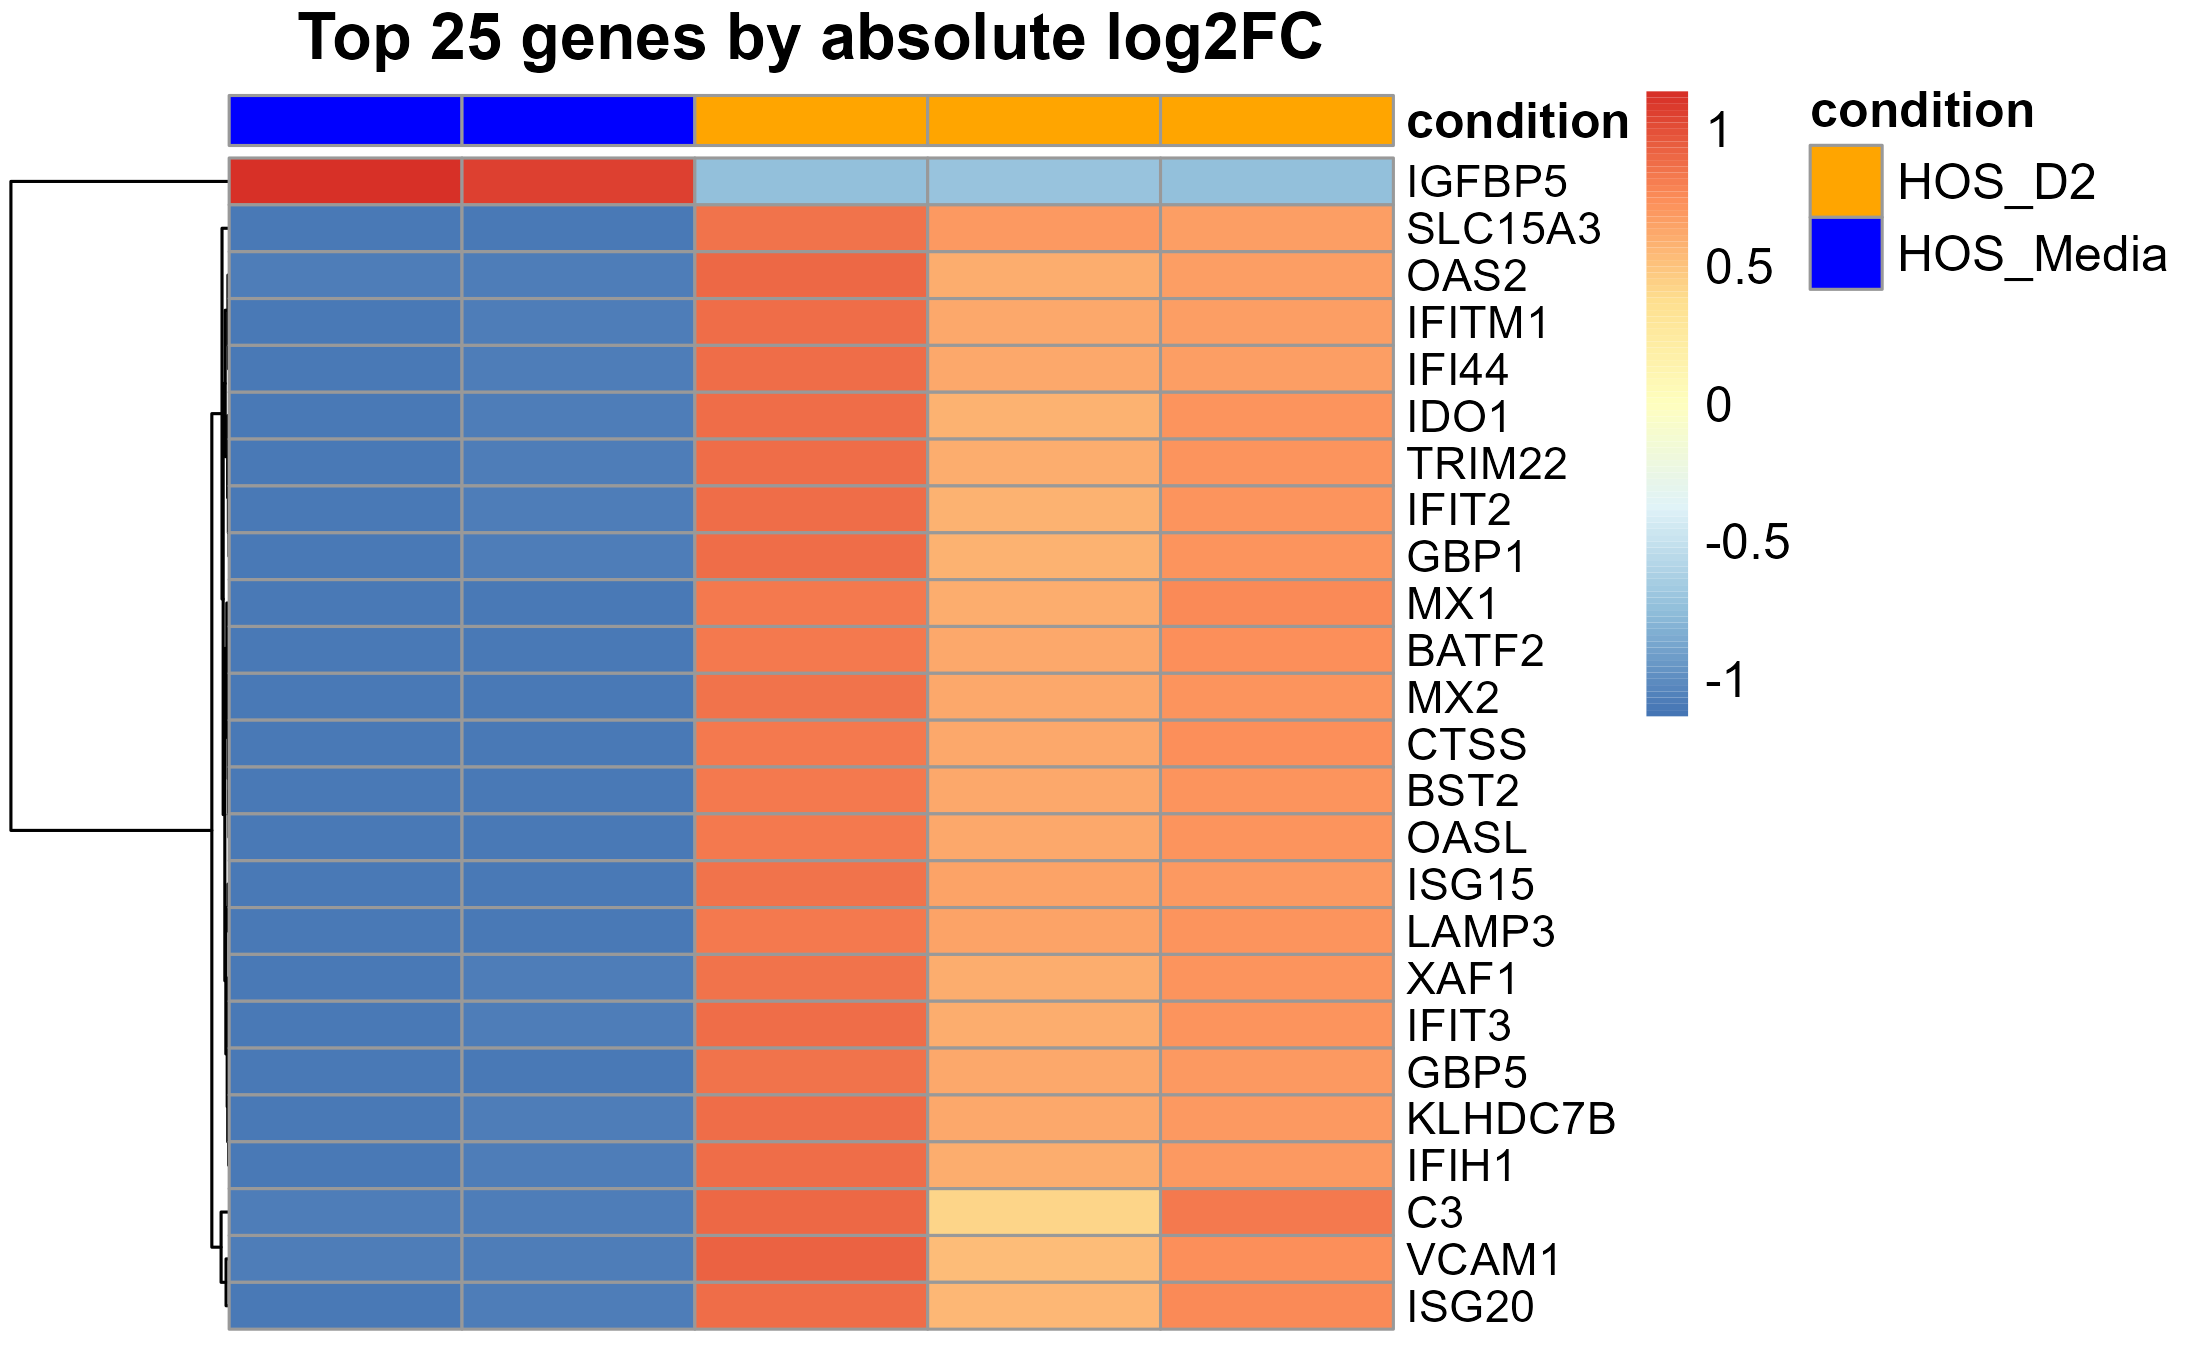 Top 25 genes by absolute log2FC
condition
IGFBP5
SLC15A3
OAS2
IFITM1
IFI44
IDO1
TRIM22
IFIT2
GBP1
MX1
BATF2
MX2
CTSS
BST2
OASL
ISG15
LAMP3
XAF1
IFIT3
GBP5
KLHDC7B
IFIH1
C3
VCAM1
ISG20
1
0.5
0
-0.5
-1
condition
HOS_D2
HOS_Media